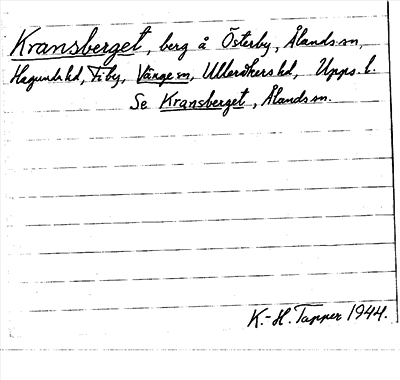 Kransberget, berg å Österby, Ålands sn,
Hagunda hd, Fiby, Vänge sn, Ulleråkers hd, Upps. l.
Se Kransberget, Ålands sn.
K.-H. Tapper 1944.